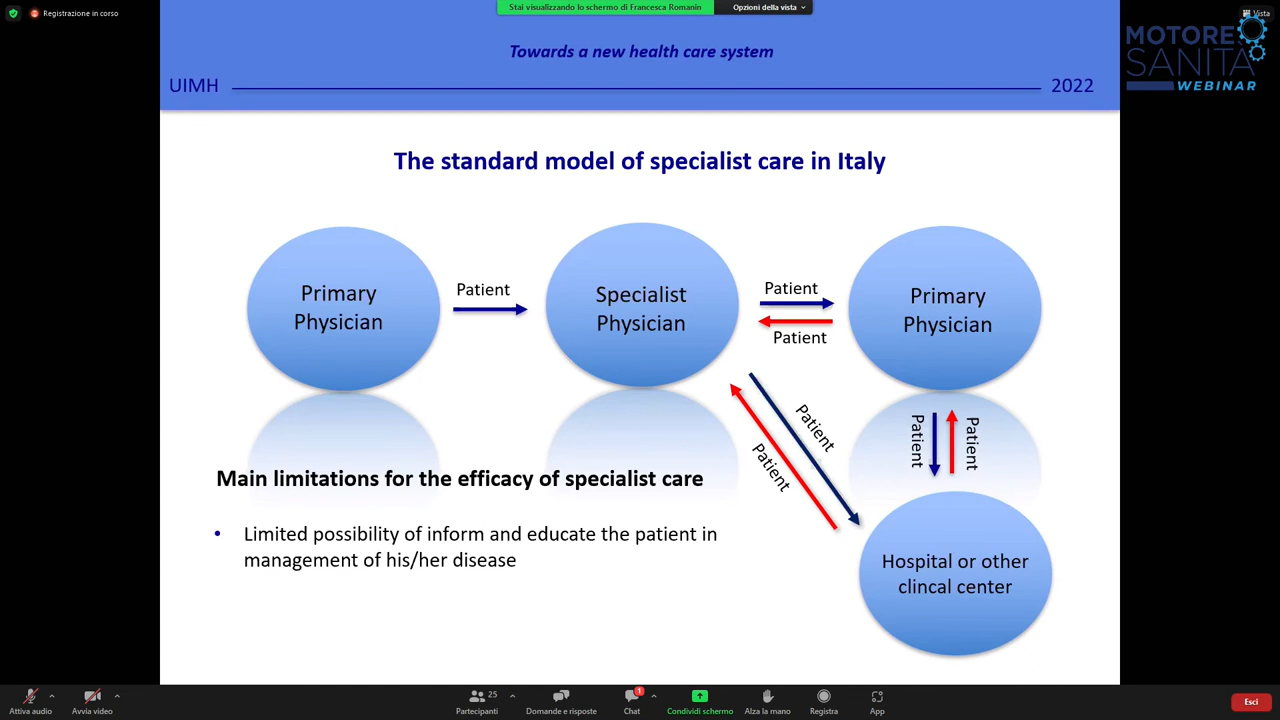 Registrazione in corso
Stai visualizzando lo schermo di Francesca Romanin
Opzioni della vista
Vista
MOTORE
SANITÀ
WEBINAR
Towards a new health care system
UIMH
2022
The standard model of specialist care in Italy
Primary
Physician
Patient
Specialist
Physician
Patient
Patient
Primary
Physician
Patient
Patient
Patient
Patient
Main limitations for the efficacy of specialist care
• Limited possibility of inform and educate the patient in
management of his/her disease
Hospital or other
clincal center
Attiva audio
Avvia video
25
Partecipanti
Domande e risposte
1
Chat
Condividi schermo
Alza la mano
Registra
App
Esci